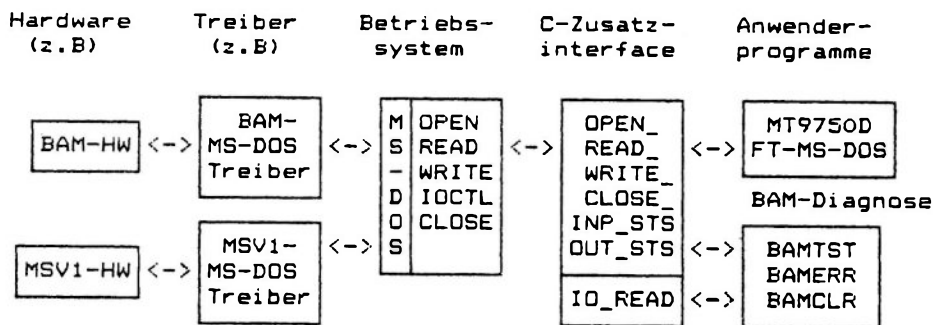 Hardware Treiber Betriebs- C-Zusatz- Anwender-
(z.B) (z.B) system interface programme
BAM- M OPEN OPEN_ MT9750D
BAM-HW <-> MS-DOS <-> S READ <-> READ_ <-> FT-MS-DOS
Treiber - WRITE WRITE_
D IOCTL CLOSE_ BAM-Diagnose
O CLOSE INP_STS
MSV1- S OUT_STS <-> BAMTST
MSV1-HW <-> MS-DOS <-> BAMERR
Treiber IO_READ <-> BAMCLR